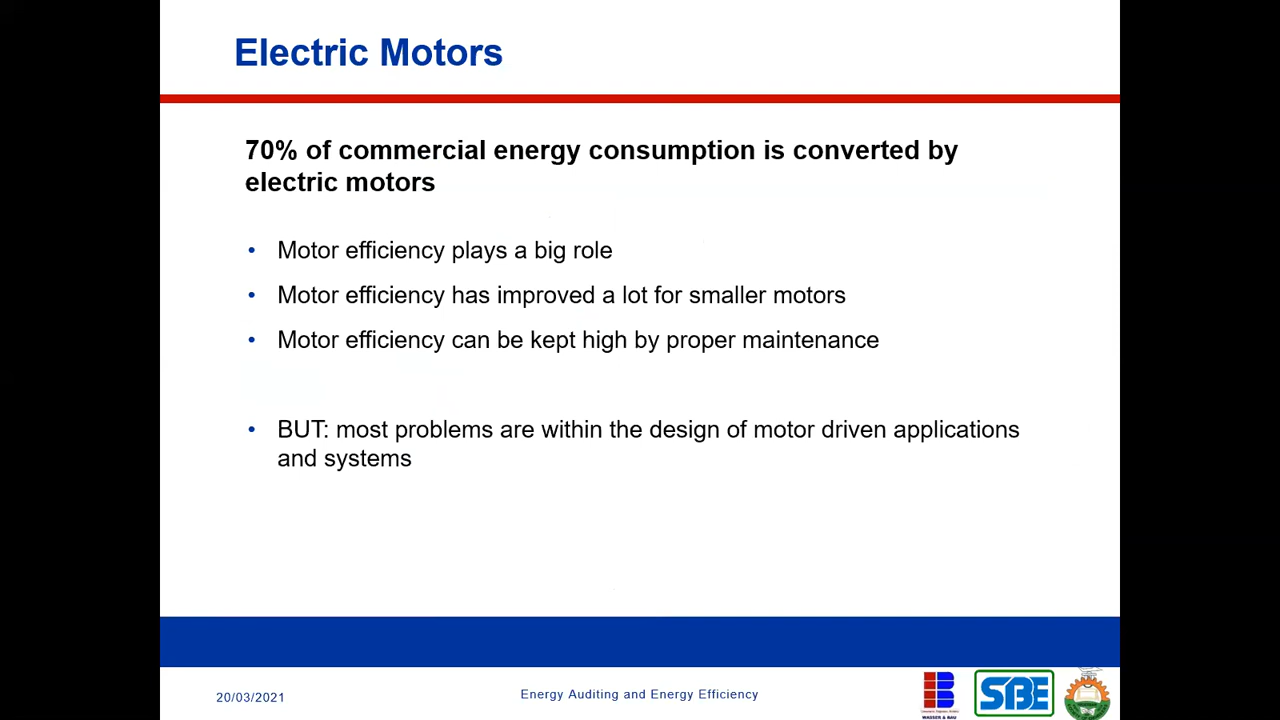 Electric Motors
70% of commercial energy consumption is converted by
electric motors
• Motor efficiency plays a big role
• Motor efficiency has improved a lot for smaller motors
• Motor efficiency can be kept high by proper maintenance
• BUT: most problems are within the design of motor driven applications
and systems
20/03/2021
Energy Auditing and Energy Efficiency
WASSER & BAU
SBE